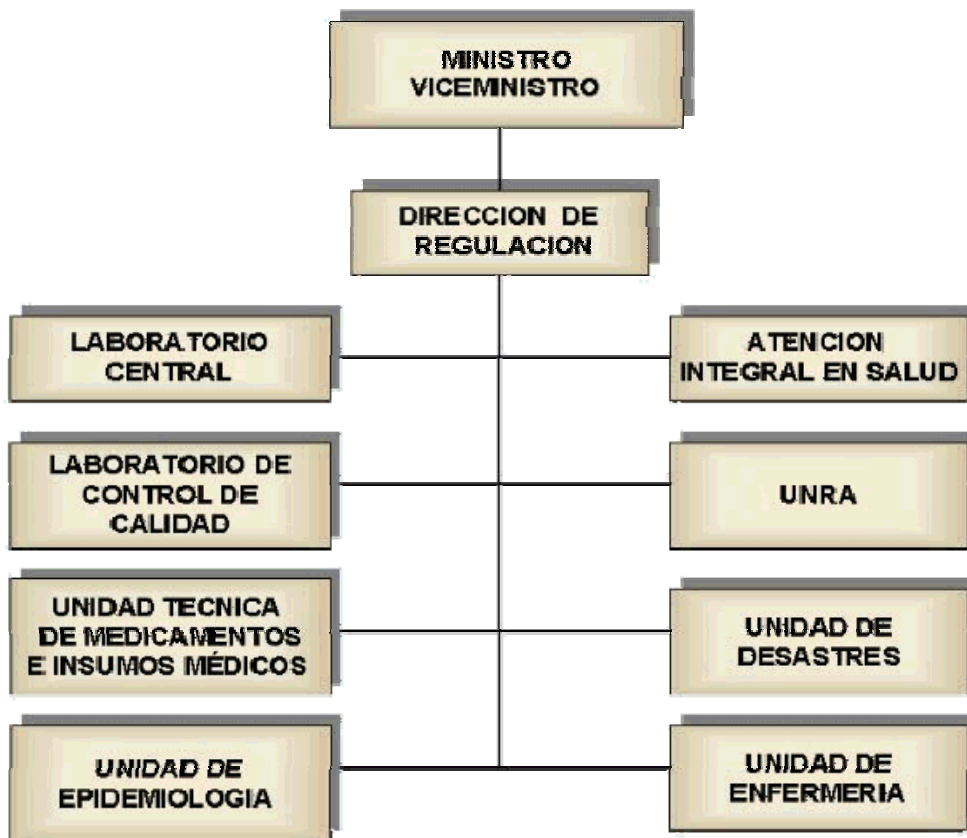 MINISTRO
VICEMINISTRO
DIRECCION DE
REGULACION
LABORATORIO
CENTRAL
ATENCION
INTEGRAL EN SALUD
LABORATORIO DE
CONTROL DE
CALIDAD
UNRA
UNIDAD TECNICA
DE MEDICAMENTOS
E INSUMOS MÉDICOS
UNIDAD DE
DESASTRES
UNIDAD DE
EPIDEMIOLOGIA
UNIDAD DE
ENFERMERIA